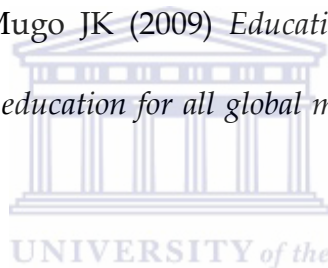 Mugo JK (2009) Educati
education for all global m
UNIVERSITY of the